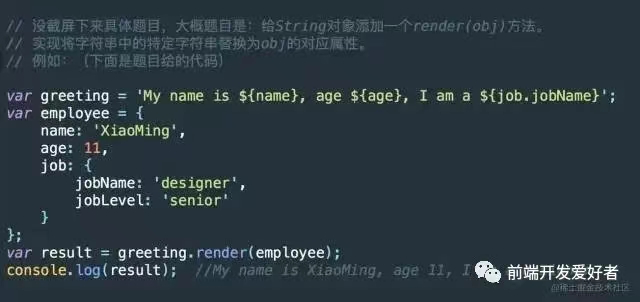 // 没截屏下来具体题目，大概题目是：给String对象添加一个render(obj)方法。
// 实现将字符串中的特定字符串替换为obj的对应属性。
// 例如：（下面是题目给的代码）
var greeting = 'My name is ${name}, age ${age}, I am a ${job.jobName}';
var employee = {
    name: 'XiaoMing',
    age: 11,
    job: {
        jobName: 'designer',
        jobLevel: 'senior'
    }
};
var result = greeting.render(employee);
console.log(result);  //My name is XiaoMing, age 11, I
前端开发爱好者
@稀土掘金技术社区